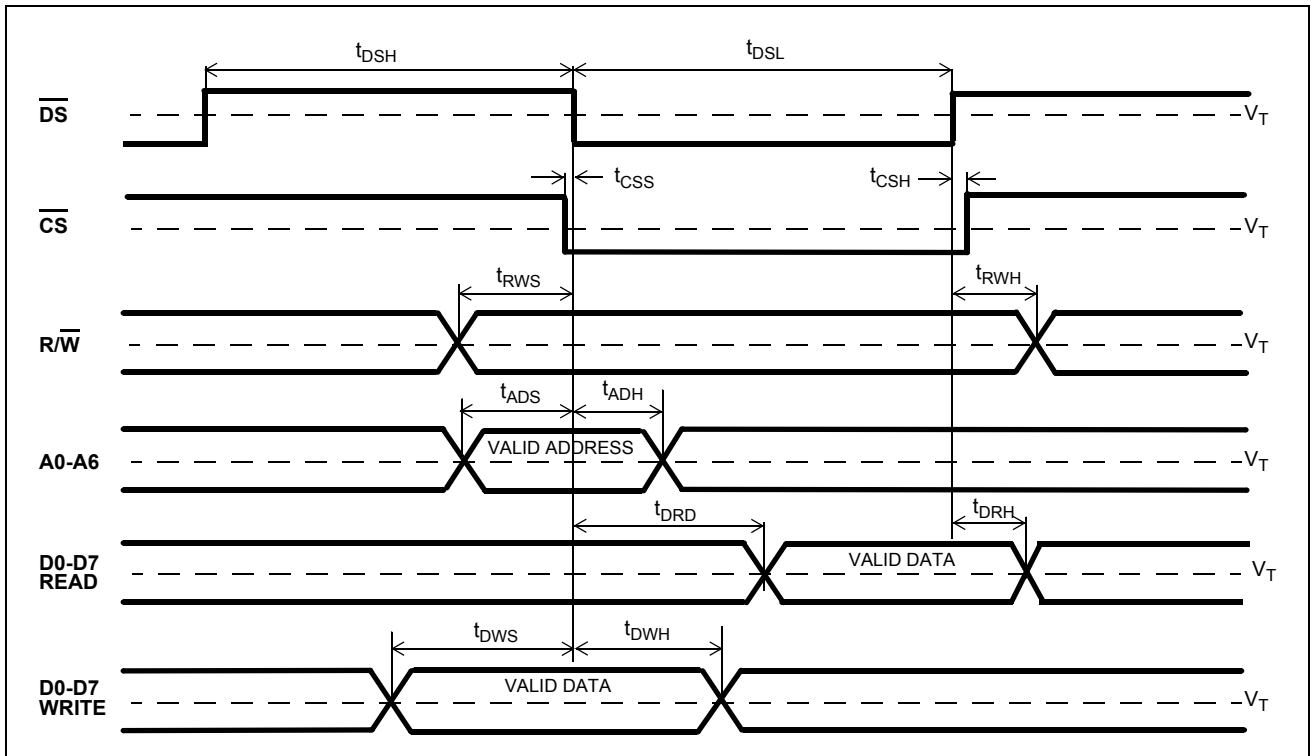 tDSH tDSL
DS VT
tCSS tCSH
CS VT
tRWS tRWH
R/W VT
tADS tADH
VALID ADDRESS
A0-A6 VT
tDRD tDRH
D0-D7
READ
VALID DATA
VT
tDWS tDWH
D0-D7
WRITE
VALID DATA
VT